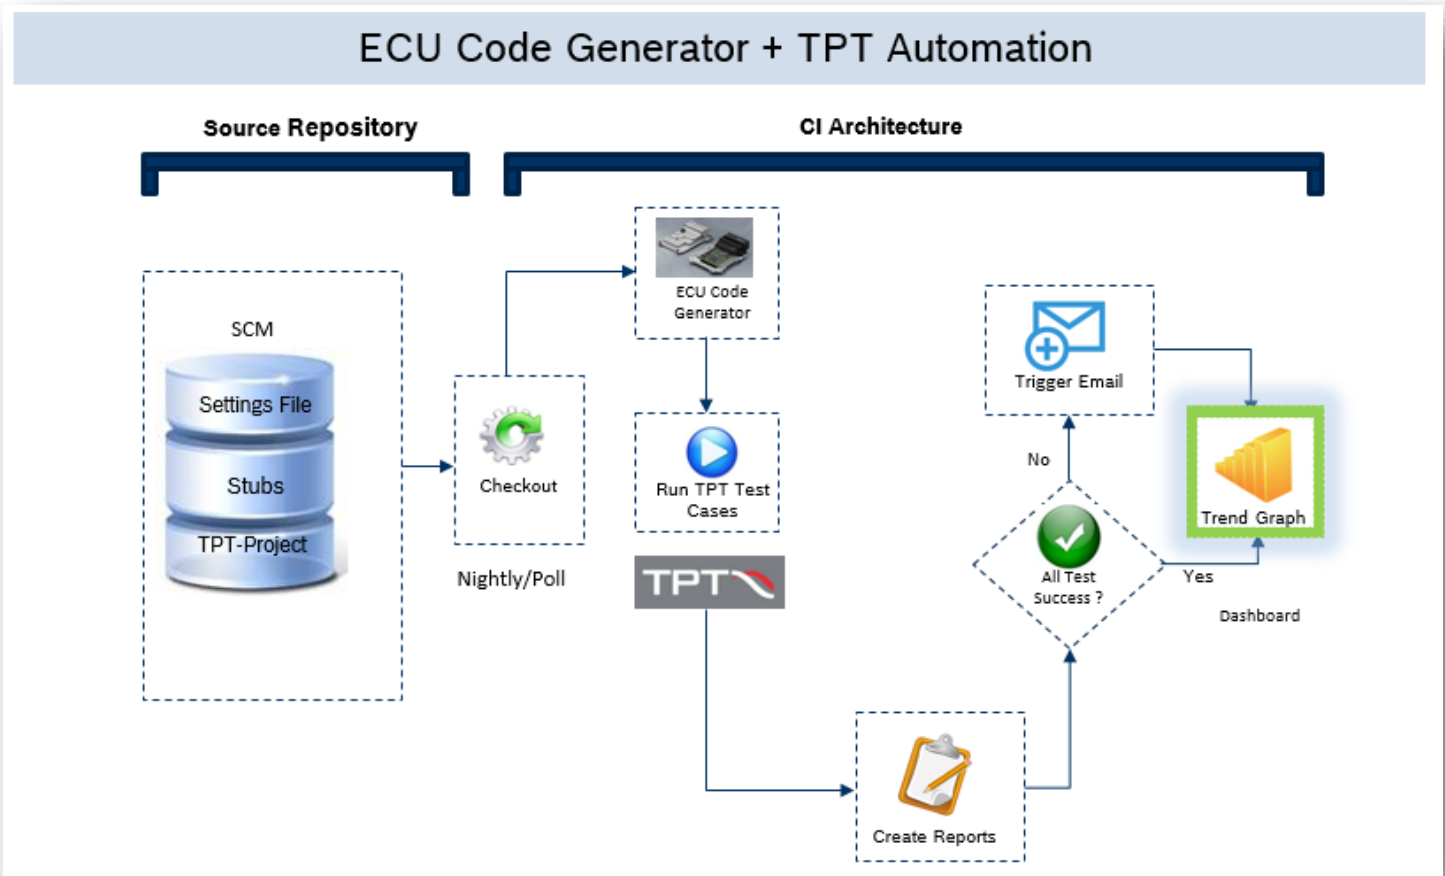 ECU Code Generator + TPT Automation
Source Repository
CI Architecture
SCM
Settings File
Stubs
TPT-Project
Checkout
Nightly/Poll
ECU Code
Generator
Run TPT Test
Cases
TPT
Create Reports
All Test
Success ?
No
Yes
Trigger Email
Trend Graph
Dashboard